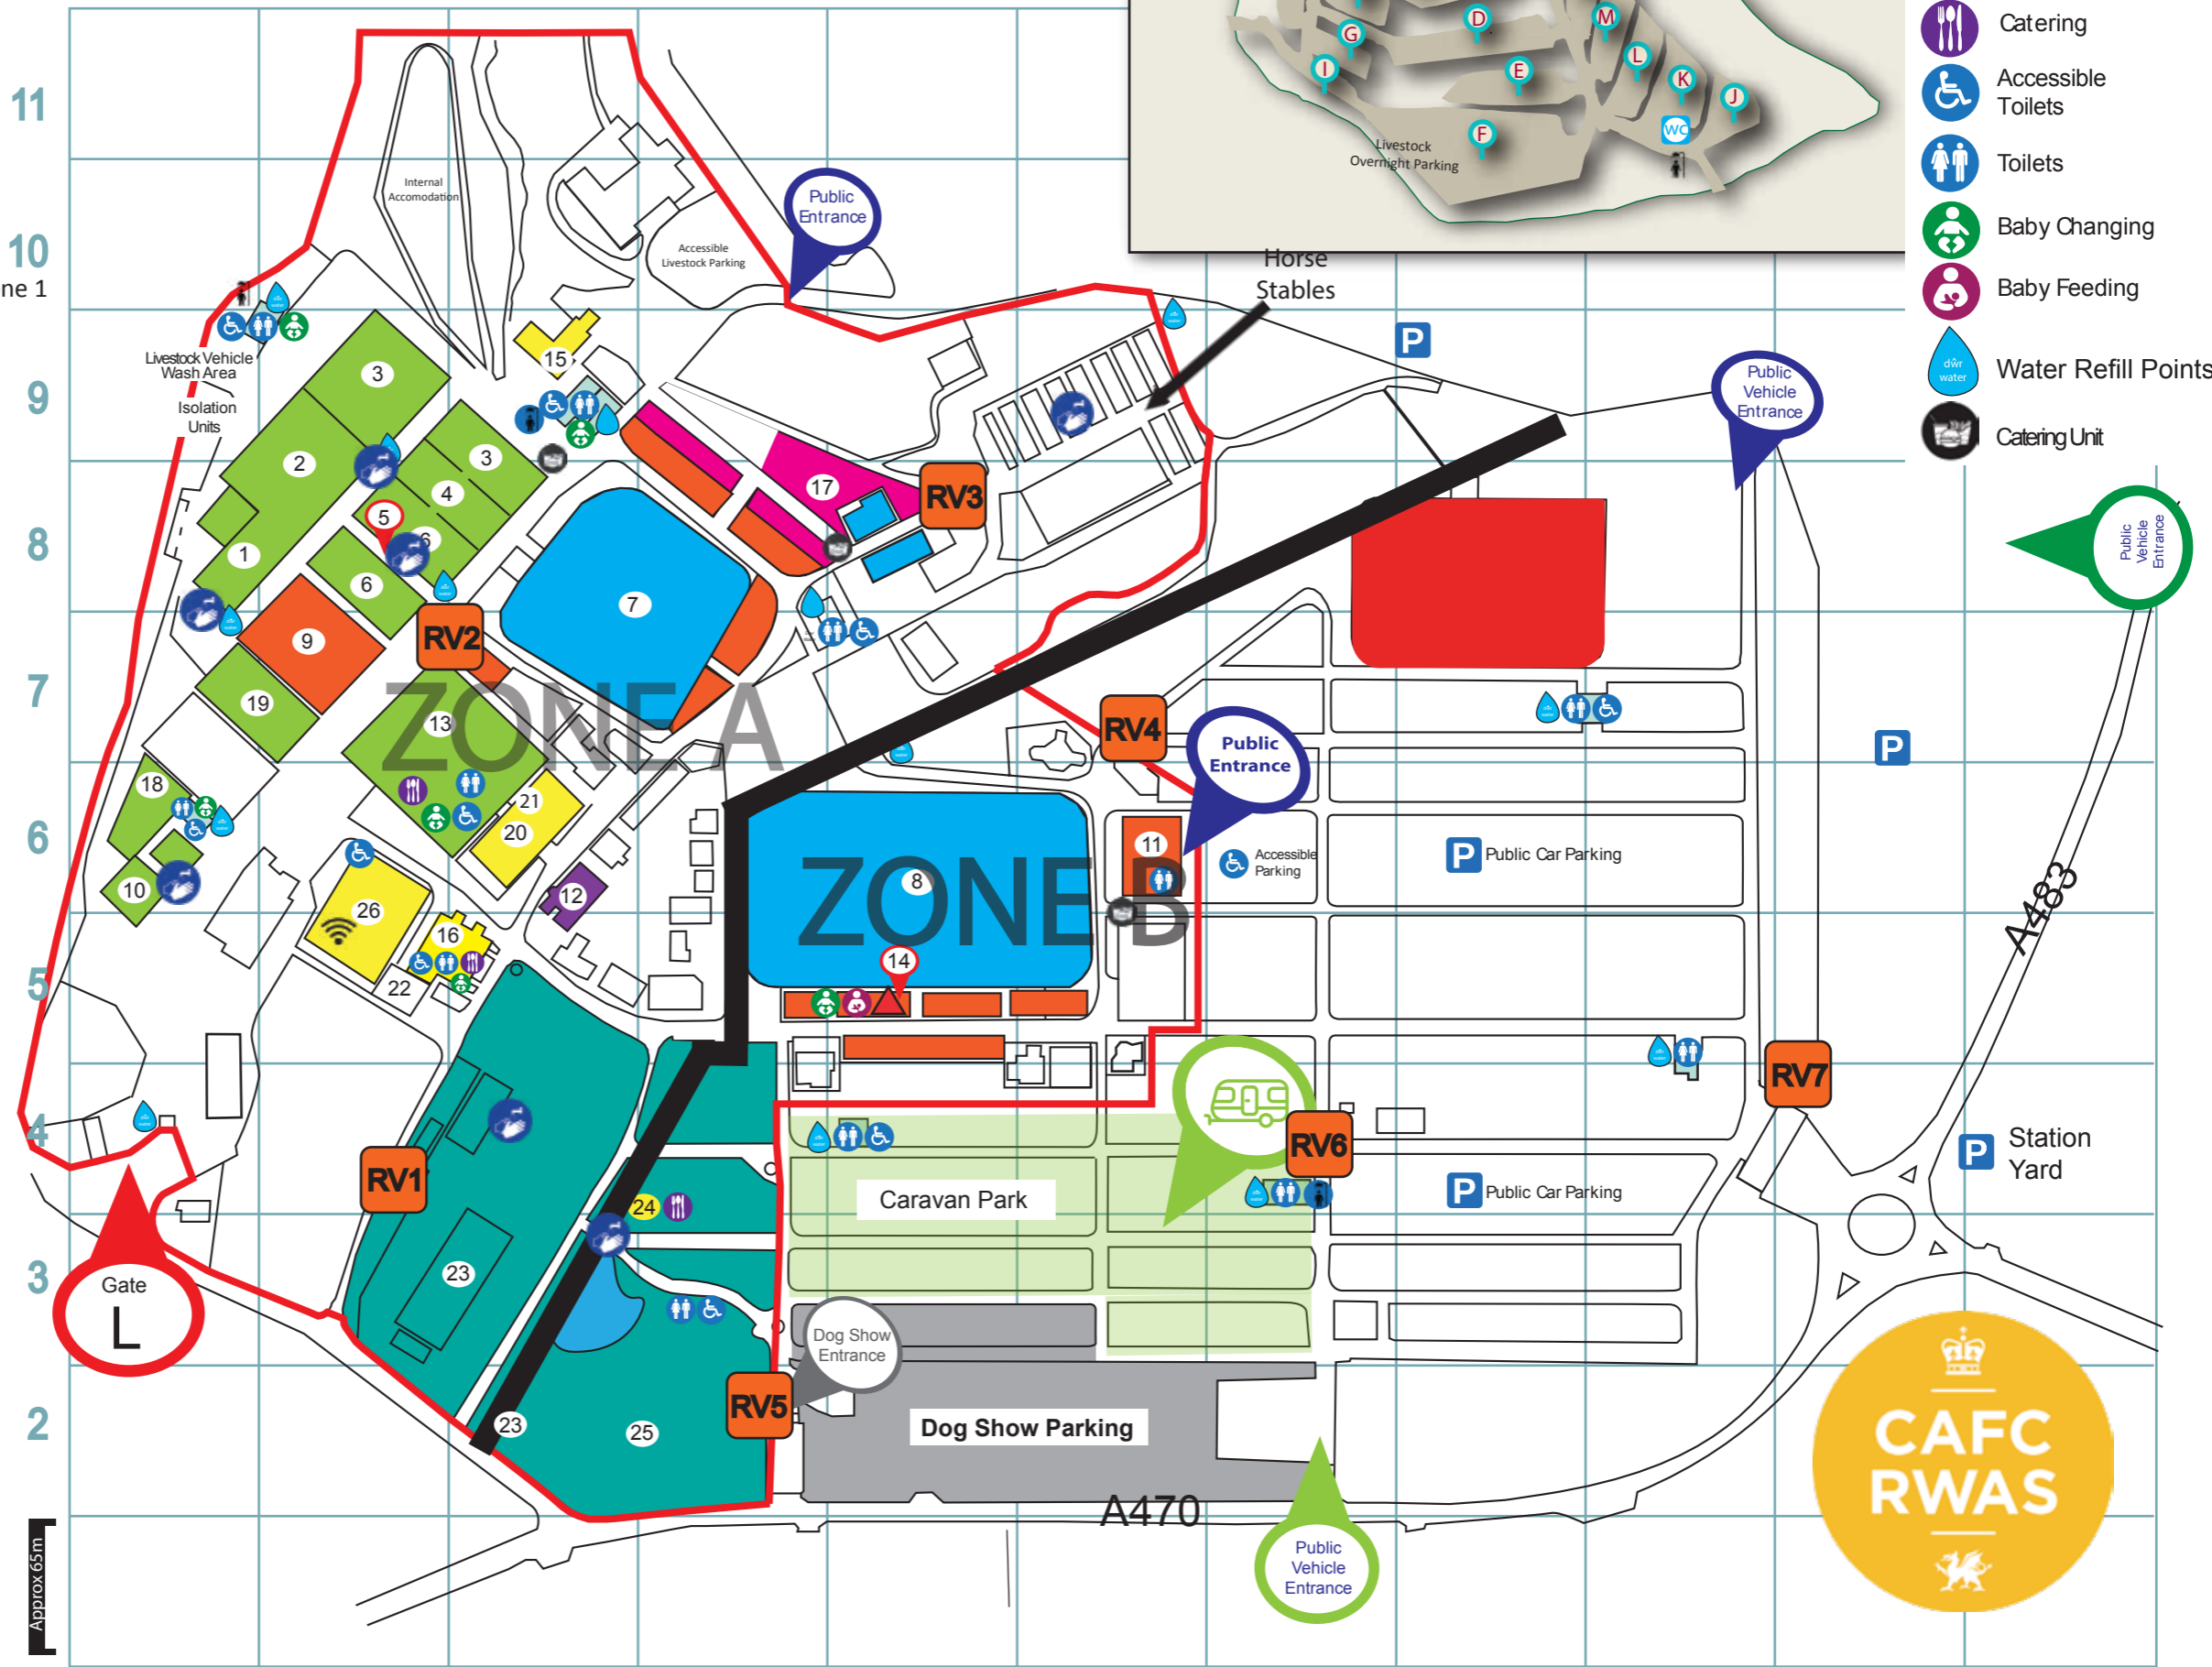 D
M
G
L
I
E
K
J
WC
F
Livestock
Overnight Parking
Catering
Accessible
Toilets
Toilets
Baby Changing
Baby Feeding
dŵr
water
Water Refill Points
Catering Unit
11
10
ne 1
9
8
7
6
5
4
3
2
Internal
Accomodation
Accessible
Livestock Parking
Public
Entrance
Horse
Stables
Livestock Vehicle
Wash Area
Isolation
Units
P
Public
Vehicle
Entrance
Public
Vehicle
Entrance
15
3
2
3
4
5
6
1
6
17
RV3
7
9
RV2
19
13
ZONE A
RV4
Public
Entrance
P
18
21
20
10
12
26
16
22
ZONE B
8
11
14
Accessible
Parking
P Public Car Parking
A483
RV7
RV6
RV1
P Station
Yard
24
Caravan Park
P Public Car Parking
23
Gate
L
Dog Show
Entrance
RV5
23
25
Dog Show Parking
A470
Public
Vehicle
Entrance
CAFC
RWAS
Approx 65m